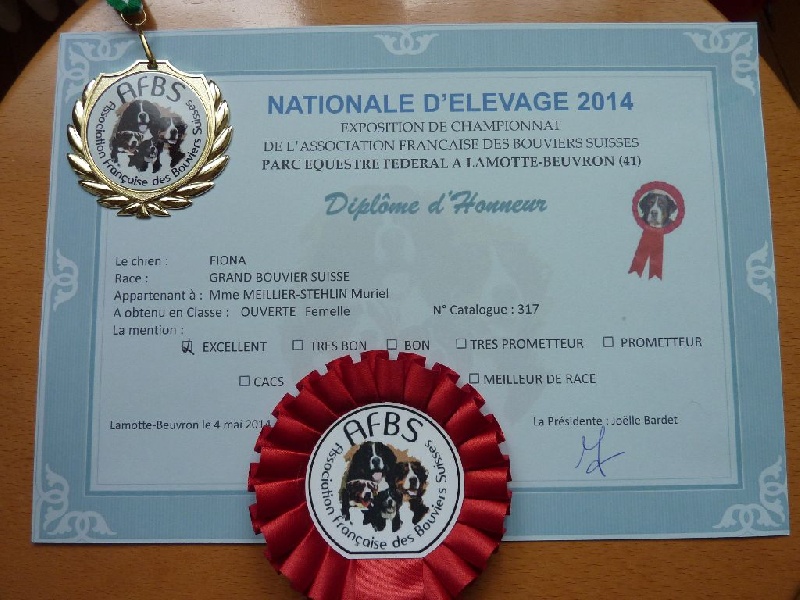 AFBS
Association Française des Bouviers Suisses
NATIONALE D'ELEVAGE 2014
EXPOSITION DE CHAMPIONNAT
DE L'ASSOCIATION FRANÇAISE DES BOUVIERS SUISSES
PARC EQUESTRE FEDERAL A LAMOTTE-BEUVRON (41)
Diplôme d'Honneur
Le chien : FIONA
Race : GRAND BOUVIER SUISSE
Appartenant à : Mme MEILLIER-STEHLIN Muriel
A obtenu en Classe : OUVERTE Femelle N° Catalogue : 317
La mention :
☑ EXCELLENT ☐ TRES BON ☐ BON ☐ TRES PROMETTEUR ☐ PROMETTEUR
☐ CACS ☐ MEILLEUR DE RACE
Lamotte-Beuvron le 4 mai 2014 La Présidente : Joëlle Bardet
AFBS
Association Française des Bouviers Suisses